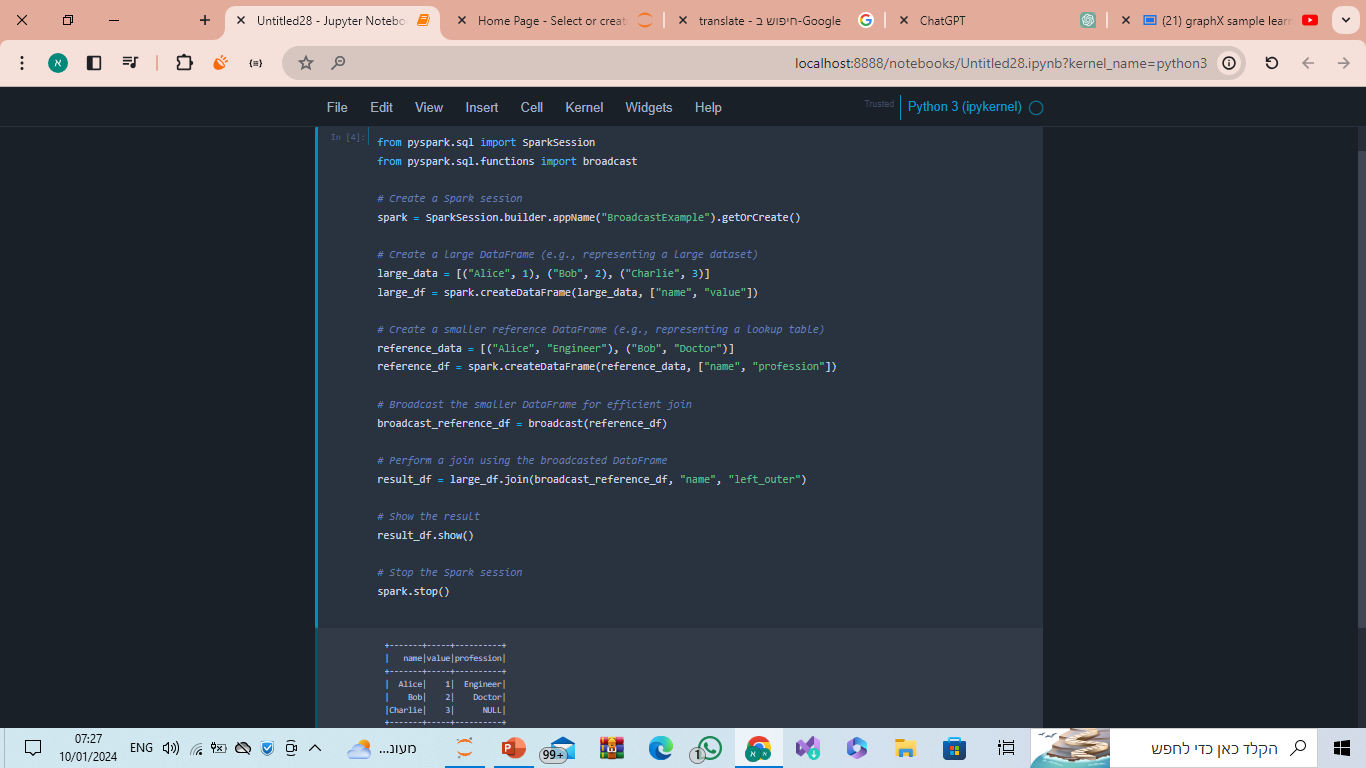 Untitled28 - Jupyter Notebo
Home Page - Select or creat
translate - חיפוש ב-Google
ChatGPT
(21) graphX sample learn
א
localhost:8888/notebooks/Untitled28.ipynb?kernel_name=python3
File Edit View Insert Cell Kernel Widgets Help
Trusted
Python 3 (ipykernel)
In [4]:
from pyspark.sql import SparkSession
from pyspark.sql.functions import broadcast
# Create a Spark session
spark = SparkSession.builder.appName("BroadcastExample").getOrCreate()
# Create a large DataFrame (e.g., representing a large dataset)
large_data = [("Alice", 1), ("Bob", 2), ("Charlie", 3)]
large_df = spark.createDataFrame(large_data, ["name", "value"])
# Create a smaller reference DataFrame (e.g., representing a lookup table)
reference_data = [("Alice", "Engineer"), ("Bob", "Doctor")]
reference_df = spark.createDataFrame(reference_data, ["name", "profession"])
# Broadcast the smaller DataFrame for efficient join
broadcast_reference_df = broadcast(reference_df)
# Perform a join using the broadcasted DataFrame
result_df = large_df.join(broadcast_reference_df, "name", "left_outer")
# Show the result
result_df.show()
# Stop the Spark session
spark.stop()
+-------+-----+----------+
|   name|value|profession|
+-------+-----+----------+
|  Alice|    1|  Engineer|
|    Bob|    2|    Doctor|
|Charlie|    3|      NULL|
+-------+-----+----------+
07:27
10/01/2024
ENG
מעונ...
99+
1
א א
הקלד כאן כדי לחפש